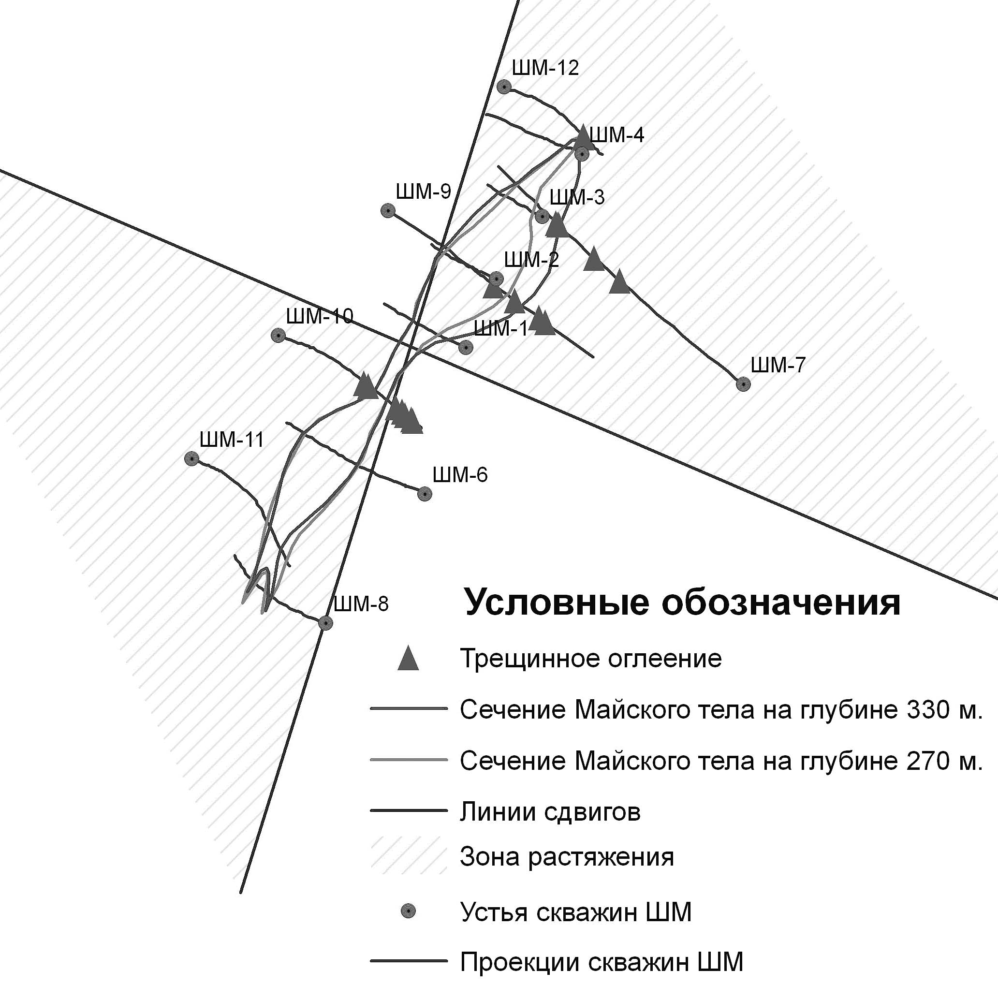 ШМ-12
ШМ-4
ШМ-9
ШМ-3
ШМ-2
ШМ-10
ШМ-1
ШМ-7
ШМ-11
ШМ-6
ШМ-8
Условные обозначения
Трещинное оглеение
Сечение Майского тела на глубине 330 м.
Сечение Майского тела на глубине 270 м.
Линии сдвигов
Зона растяжения
Устья скважин ШМ
Проекции скважин ШМ